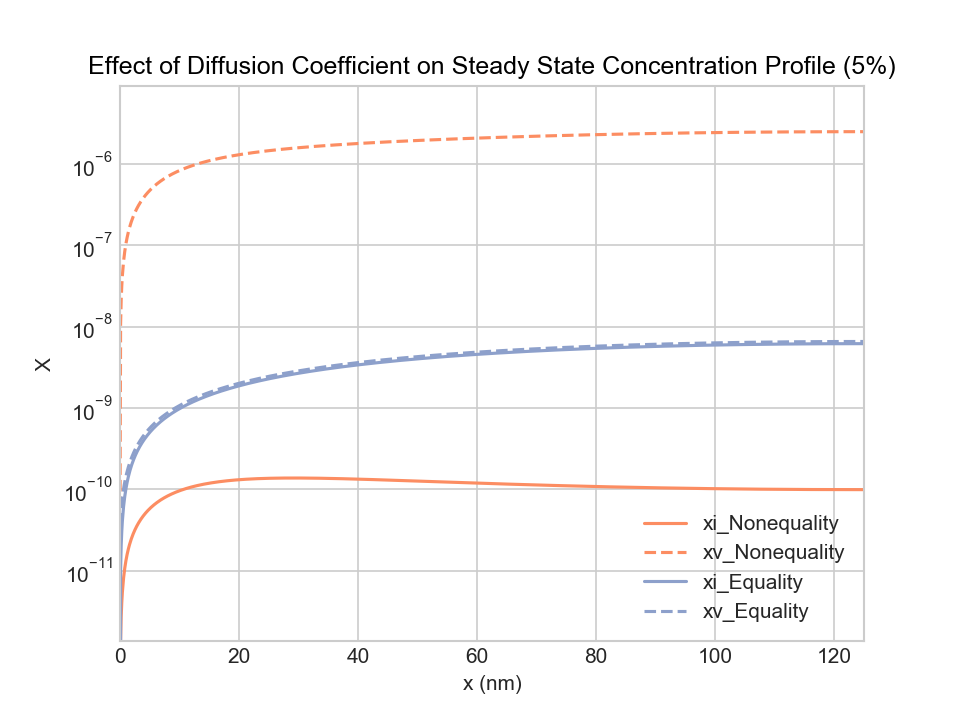 Effect of Diffusion Coefficient on Steady State Concentration Profile (5%)
X
10⁻⁶
10⁻⁷
10⁻⁸
10⁻⁹
10⁻¹⁰
10⁻¹¹
xi_Nonequality
xv_Nonequality
xi_Equality
xv_Equality
0 20 40 60 80 100 120
x (nm)